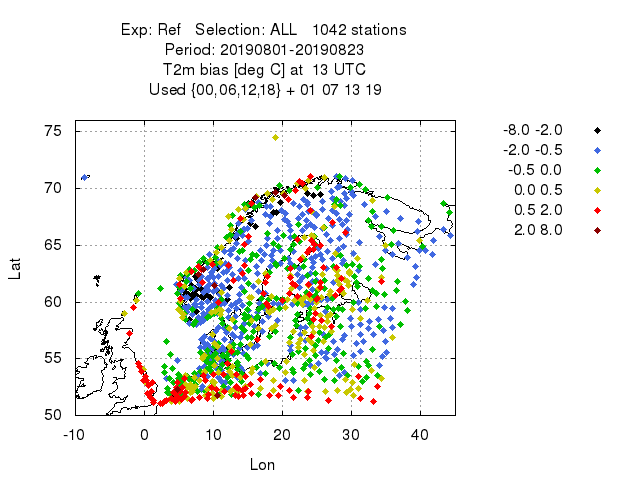 Exp: Ref   Selection: ALL   1042 stations
Period: 20190801-20190823
T2m bias [deg C] at  13 UTC
Used {00,06,12,18} + 01 07 13 19
-8.0 -2.0
-2.0 -0.5
-0.5 0.0
0.0 0.5
0.5 2.0
2.0 8.0
75
70
65
60
55
50
Lat
-10 0 10 20 30 40
Lon